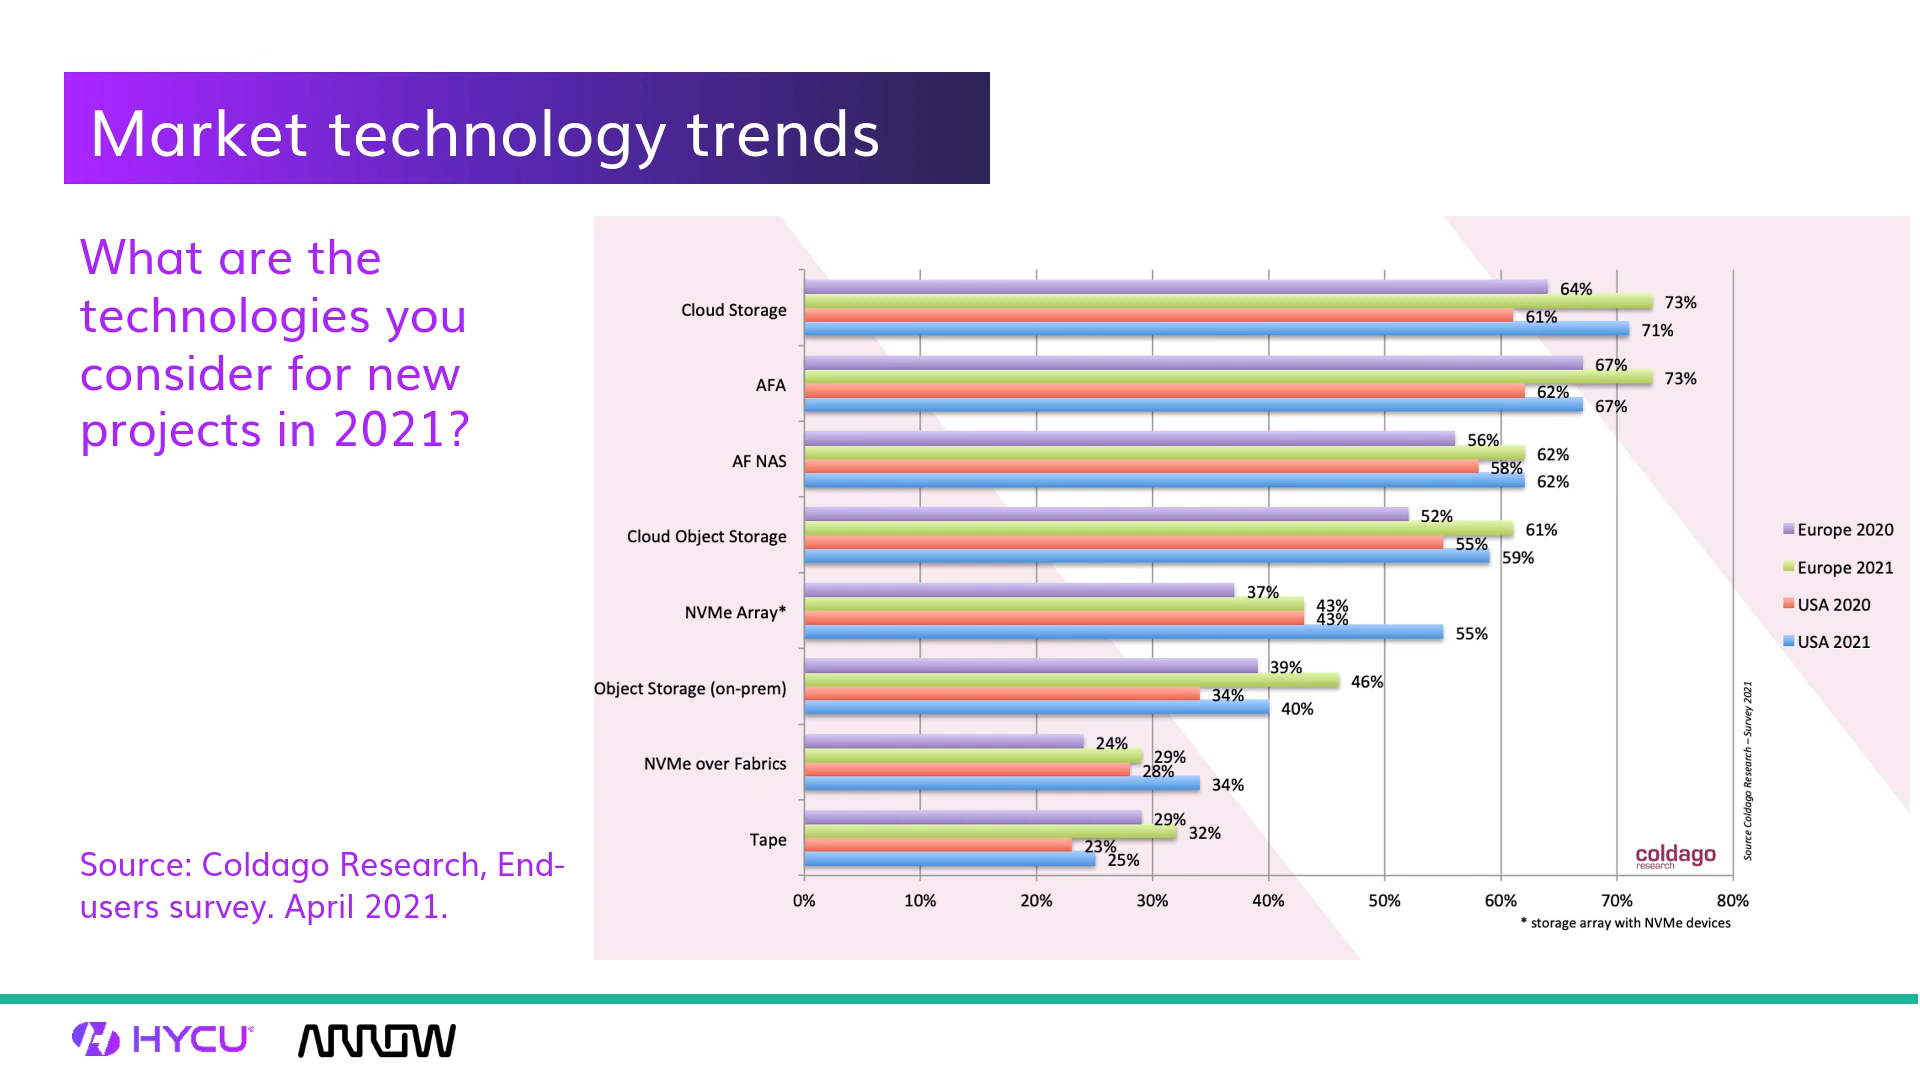 Market technology trends
What are the
technologies you
consider for new
projects in 2021?
Source: Coldago Research, End-
users survey. April 2021.
Cloud Storage
64%
73%
61%
71%
AFA
67%
73%
62%
67%
AF NAS
56%
62%
58%
62%
Cloud Object Storage
52%
61%
55%
59%
NVMe Array*
37%
43%
43%
55%
Object Storage (on-prem)
39%
46%
34%
40%
NVMe over Fabrics
24%
29%
28%
34%
Tape
29%
32%
23%
25%
0% 10% 20% 30% 40% 50% 60% 70% 80%
* storage array with NVMe devices
Europe 2020
Europe 2021
USA 2020
USA 2021
Source Coldago Research – Survey 2021
coldago
research
HYCU
ARROW